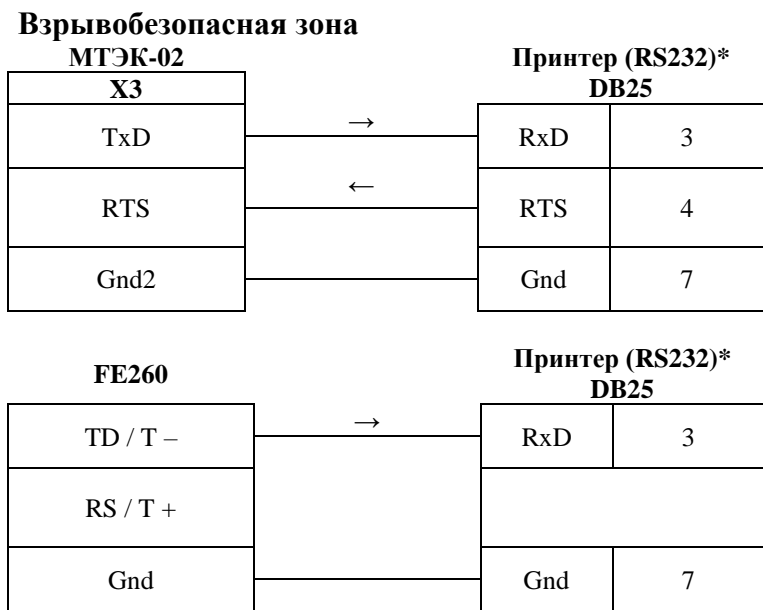 Взрывобезопасная зона
МТЭК-02 Принтер (RS232)*
X3 DB25
TxD → RxD 3
RTS ← RTS 4
Gnd2 Gnd 7
FE260 Принтер (RS232)*
DB25
TD / T – → RxD 3
RS / T +
Gnd Gnd 7